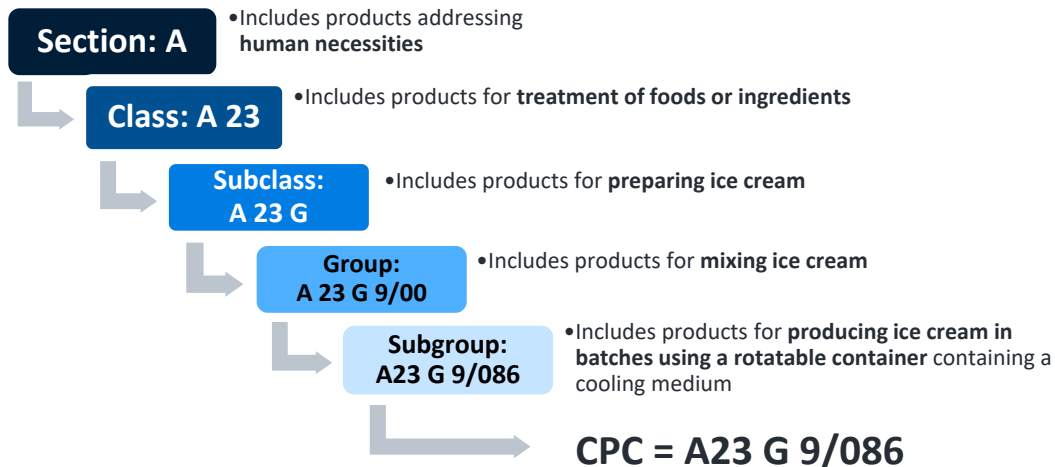 Section: A
•Includes products addressing
human necessities
Class: A 23
•Includes products for treatment of foods or ingredients
Subclass:
A 23 G
•Includes products for preparing ice cream
Group:
A 23 G 9/00
•Includes products for mixing ice cream
Subgroup:
A23 G 9/086
•Includes products for producing ice cream in
batches using a rotatable container containing a
cooling medium
CPC = A23 G 9/086